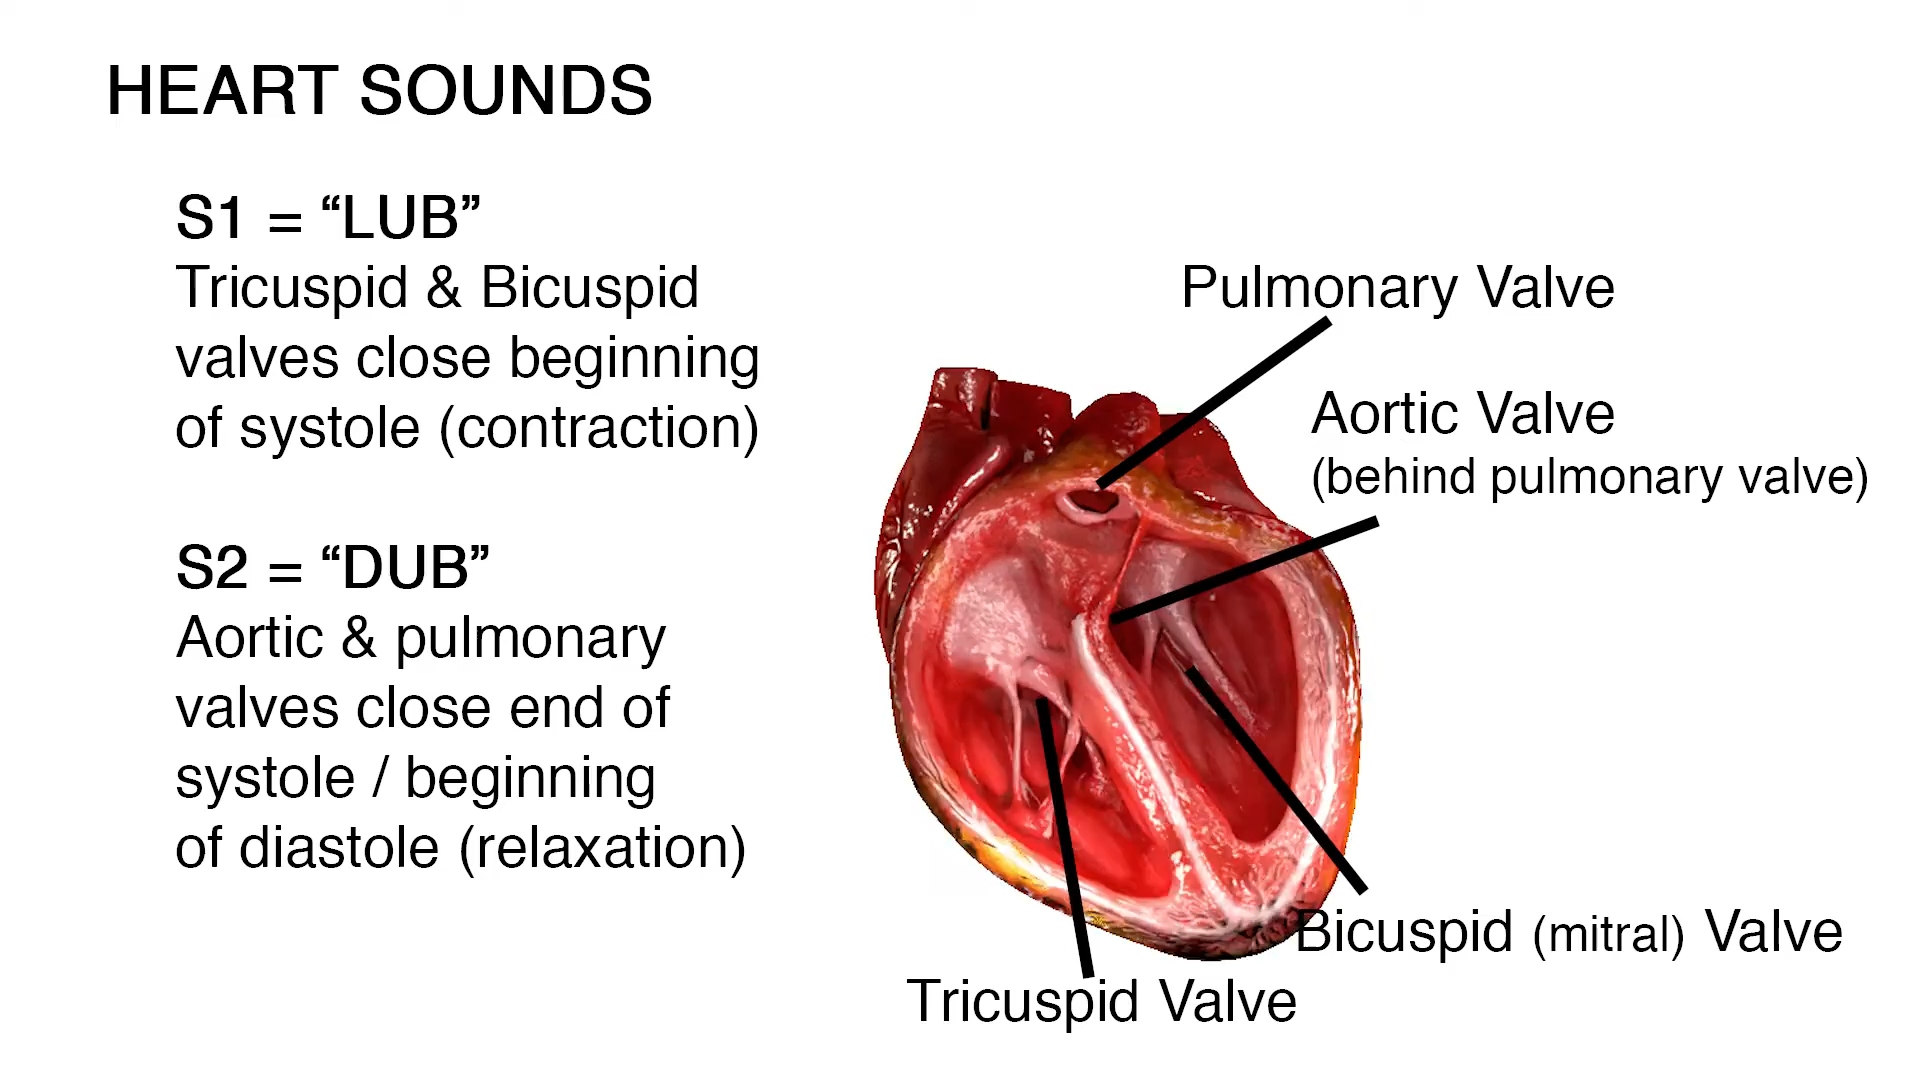 HEART SOUNDS
S1 = “LUB”
Tricuspid & Bicuspid
valves close beginning
of systole (contraction)
S2 = “DUB”
Aortic & pulmonary
valves close end of
systole / beginning
of diastole (relaxation)
Pulmonary Valve
Aortic Valve
(behind pulmonary valve)
Bicuspid (mitral) Valve
Tricuspid Valve